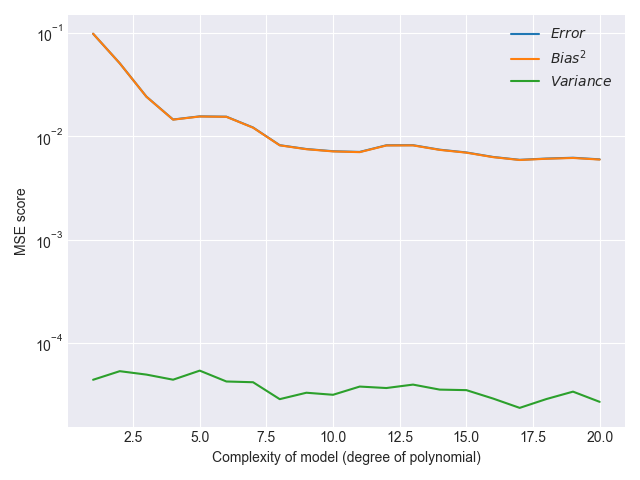 10⁻¹
10⁻²
10⁻³
10⁻⁴
MSE score
Error
Bias²
Variance
2.5 5.0 7.5 10.0 12.5 15.0 17.5 20.0
Complexity of model (degree of polynomial)